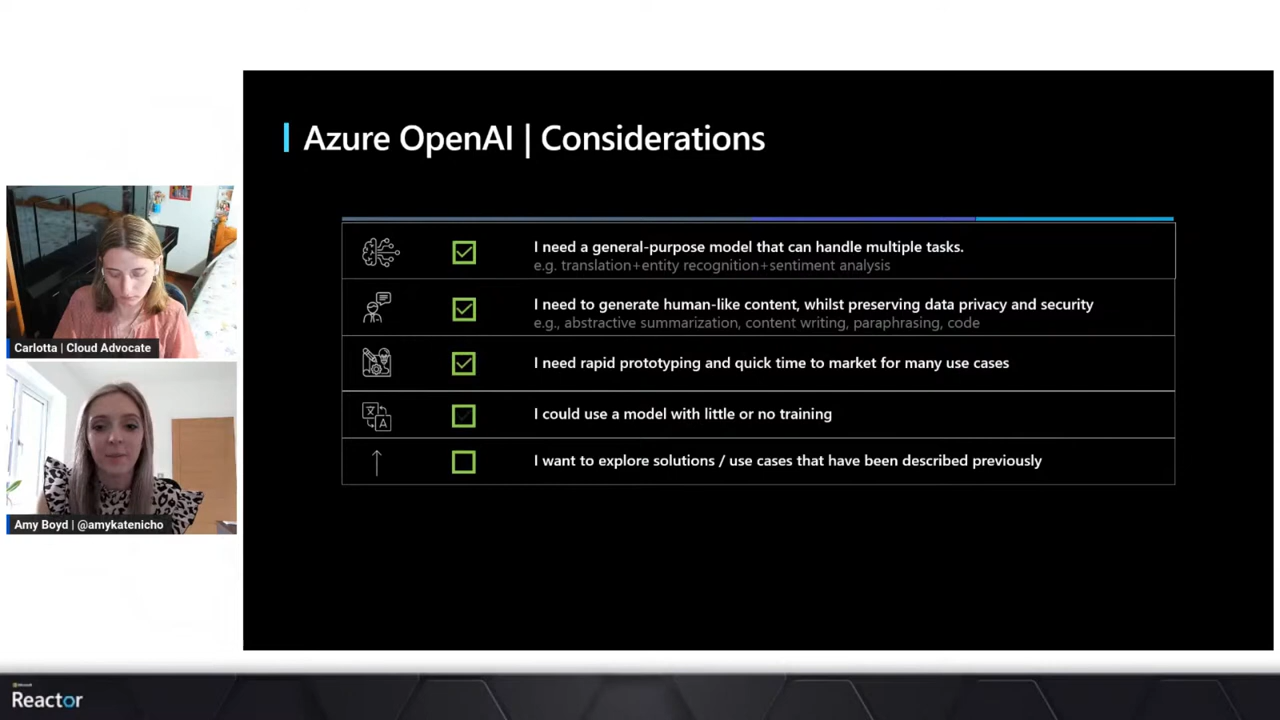 Azure OpenAI | Considerations
I need a general-purpose model that can handle multiple tasks.
e.g. translation+entity recognition+sentiment analysis
I need to generate human-like content, whilst preserving data privacy and security
e.g., abstractive summarization, content writing, paraphrasing, code
I need rapid prototyping and quick time to market for many use cases
I could use a model with little or no training
I want to explore solutions / use cases that have been described previously
Carlotta | Cloud Advocate
Amy Boyd | @amykatenicho
Microsoft
Reactor